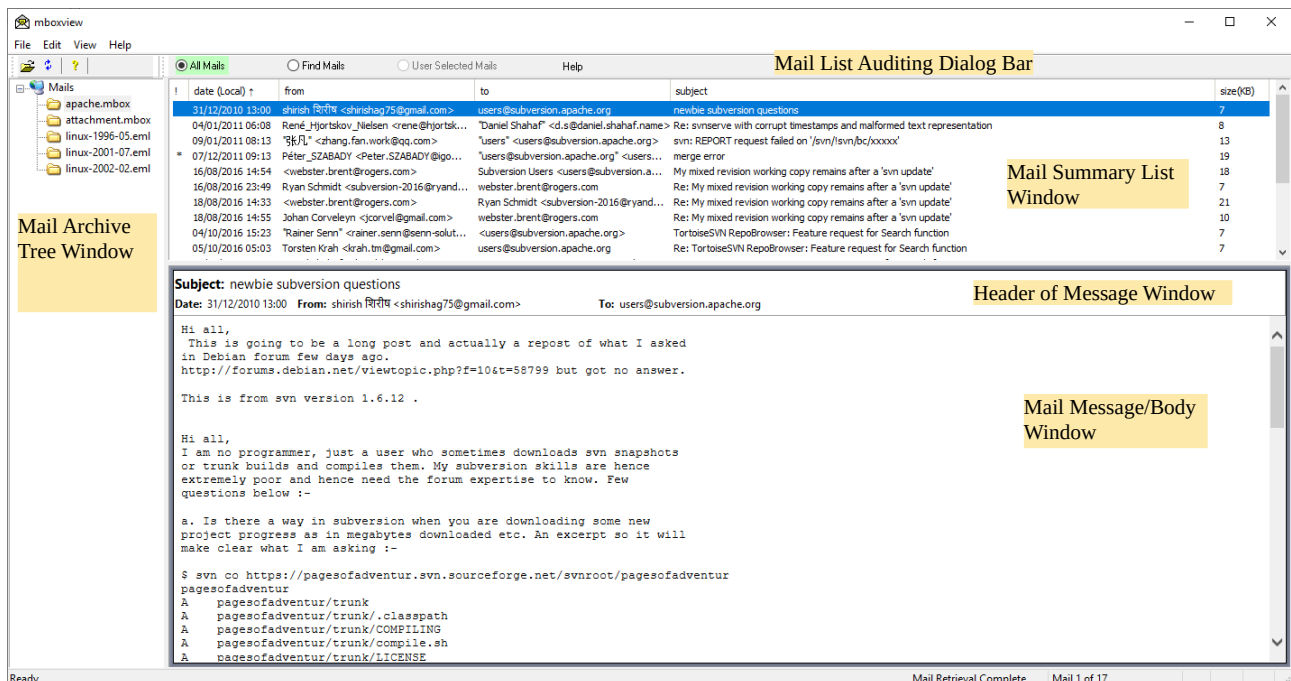 mboxview
File Edit View Help
All Mails Find Mails User Selected Mails Help
Mail List Auditing Dialog Bar
Mails
apache.mbox
attachment.mbox
linux-1996-05.eml
linux-2001-07.eml
linux-2002-02.eml
Mail Archive
Tree Window
! date (Local) ↑ from to subject size(KB)
31/12/2010 13:00 shirish शिरीष <shirishag75@gmail.com> users@subversion.apache.org newbie subversion questions 7
04/01/2011 06:08 René_Hjortskov_Nielsen <rene@hjortsk... "Daniel Shahaf" <d.s@daniel.shahaf.name> Re: svnserve with corrupt timestamps and malformed text representation 8
09/01/2011 08:13 "张凡" <zhang.fan.work@qq.com> "users" <users@subversion.apache.org> svn: REPORT request failed on '/svn/!svn/bc/xxxxx' 13
* 07/12/2011 09:13 Péter_SZABADY <Peter.SZABADY@igo... "users@subversion.apache.org" <users... merge error 19
16/08/2016 14:54 <webster.brent@rogers.com> Subversion Users <users@subversion.a... My mixed revision working copy remains after a 'svn update' 18
16/08/2016 23:49 Ryan Schmidt <subversion-2016@ryand... webster.brent@rogers.com Re: My mixed revision working copy remains after a 'svn update' 7
18/08/2016 14:33 <webster.brent@rogers.com> Ryan Schmidt <subversion-2016@ryand... Re: My mixed revision working copy remains after a 'svn update' 21
18/08/2016 14:55 Johan Corveleyn <jcorvel@gmail.com> webster.brent@rogers.com Re: My mixed revision working copy remains after a 'svn update' 10
04/10/2016 15:23 "Rainer Senn" <rainer.senn@senn-solut... <users@subversion.apache.org> TortoiseSVN RepoBrowser: Feature request for Search function 7
05/10/2016 05:03 Torsten Krah <krah.tm@gmail.com> users@subversion.apache.org Re: TortoiseSVN RepoBrowser: Feature request for Search function 7
Mail Summary List
Window
Subject: newbie subversion questions
Date: 31/12/2010 13:00 From: shirish शिरीष <shirishag75@gmail.com> To: users@subversion.apache.org
Header of Message Window
Hi all,
This is going to be a long post and actually a repost of what I asked
in Debian forum few days ago.
http://forums.debian.net/viewtopic.php?f=10&t=58799 but got no answer.
This is from svn version 1.6.12 .
Mail Message/Body
Window
Hi all,
I am no programmer, just a user who sometimes downloads svn snapshots
or trunk builds and compiles them. My subversion skills are hence
extremely poor and hence need the forum expertise to know. Few
questions below :-
a. Is there a way in subversion when you are downloading some new
project progress as in megabytes downloaded etc. An excerpt so it will
make clear what I am asking :-
$ svn co https://pagesofadventur.svn.sourceforge.net/svnroot/pagesofadventur
pagesofadventur
A pagesofadventur/trunk
A pagesofadventur/trunk/.classpath
A pagesofadventur/trunk/COMPILING
A pagesofadventur/trunk/compile.sh
A pagesofadventur/trunk/LICENSE
Ready Mail Retrieval Complete Mail 1 of 17